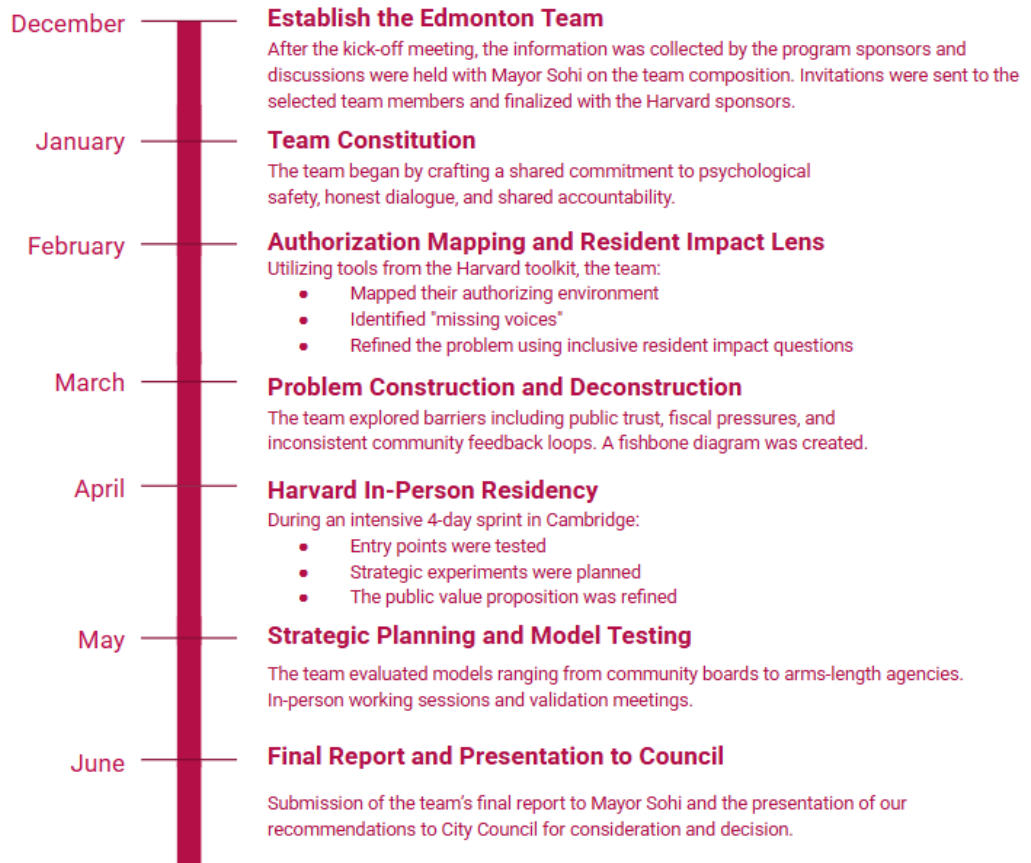 December
Establish the Edmonton Team
After the kick-off meeting, the information was collected by the program sponsors and
discussions were held with Mayor Sohi on the team composition. Invitations were sent to the
selected team members and finalized with the Harvard sponsors.
January
Team Constitution
The team began by crafting a shared commitment to psychological
safety, honest dialogue, and shared accountability.
February
Authorization Mapping and Resident Impact Lens
Utilizing tools from the Harvard toolkit, the team:
● Mapped their authorizing environment
● Identified "missing voices"
● Refined the problem using inclusive resident impact questions
March
Problem Construction and Deconstruction
The team explored barriers including public trust, fiscal pressures, and
inconsistent community feedback loops. A fishbone diagram was created.
April
Harvard In-Person Residency
During an intensive 4-day sprint in Cambridge:
● Entry points were tested
● Strategic experiments were planned
● The public value proposition was refined
May
Strategic Planning and Model Testing
The team evaluated models ranging from community boards to arms-length agencies.
In-person working sessions and validation meetings.
June
Final Report and Presentation to Council
Submission of the team's final report to Mayor Sohi and the presentation of our
recommendations to City Council for consideration and decision.